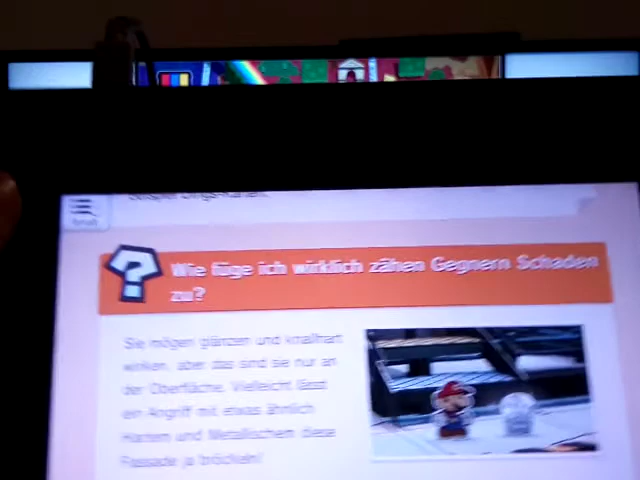 Wie füge ich wirklich zähen Gegnern Schaden
zu?
Sie mögen glänzen und knallhart
wirken, aber das sind sie nur an
der Oberfläche. Vielleicht lässt
ein Angriff mit etwas ähnlich
Hartem und Metallischem diese
Fassade ja bröckeln!